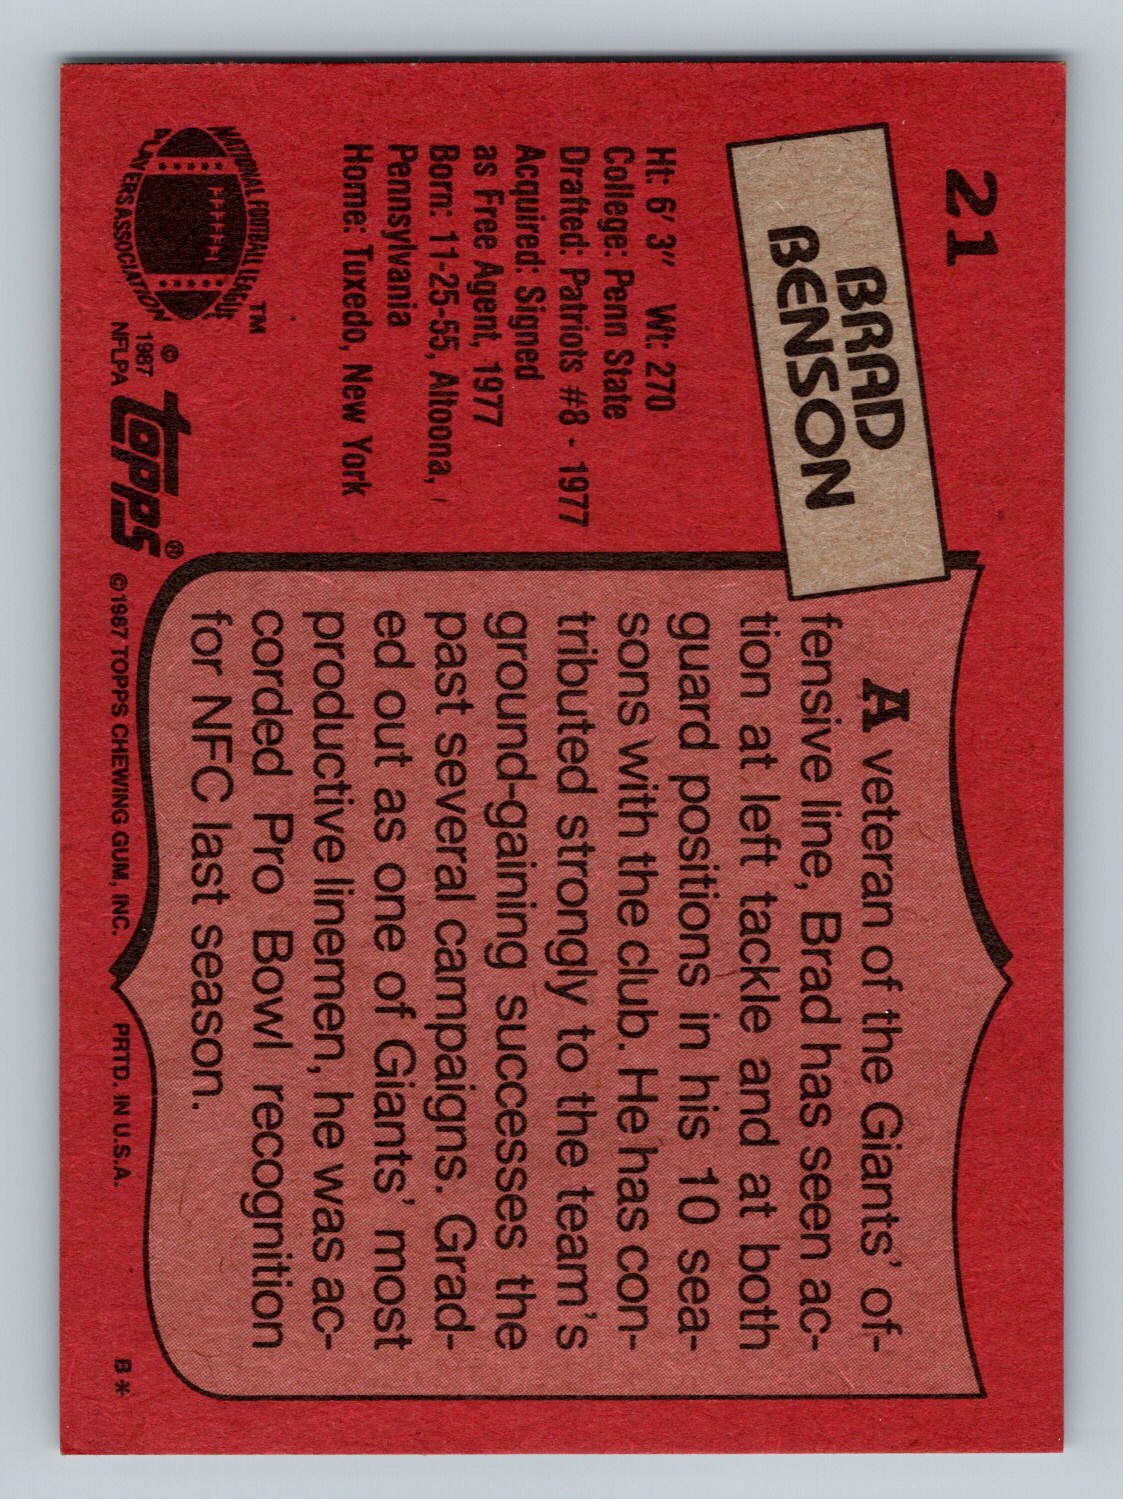 21
BRAD
BENSON
Ht: 6' 3" Wt: 270
College: Penn State
Drafted: Patriots #8 - 1977
Acquired: Signed
as Free Agent, 1977
Born: 11-25-55, Altoona,
Pennsylvania
Home: Tuxedo, New York
NATIONAL FOOTBALL LEAGUE
PLAYERS ASSOCIATION
TM
© 1987
NFLPA
Topps®
A veteran of the Giants' of-
fensive line, Brad has seen ac-
tion at left tackle and at both
guard positions in his 10 sea-
sons with the club. He has con-
tributed strongly to the team's
ground-gaining successes the
past several campaigns. Grad-
ed out as one of Giants' most
productive linemen, he was ac-
corded Pro Bowl recognition
for NFC last season.
©1987 TOPPS CHEWING GUM, INC. PRTD. IN U.S.A. B*